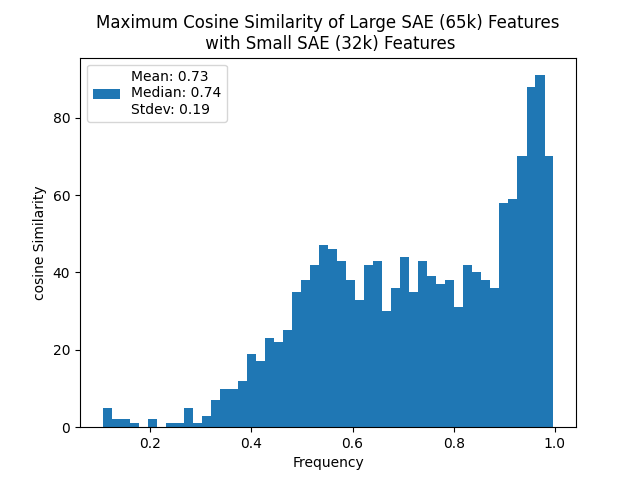 Maximum Cosine Similarity of Large SAE (65k) Features
with Small SAE (32k) Features
Mean: 0.73
Median: 0.74
Stdev: 0.19
cosine Similarity
80
60
40
20
0
0.2 0.4 0.6 0.8 1.0
Frequency